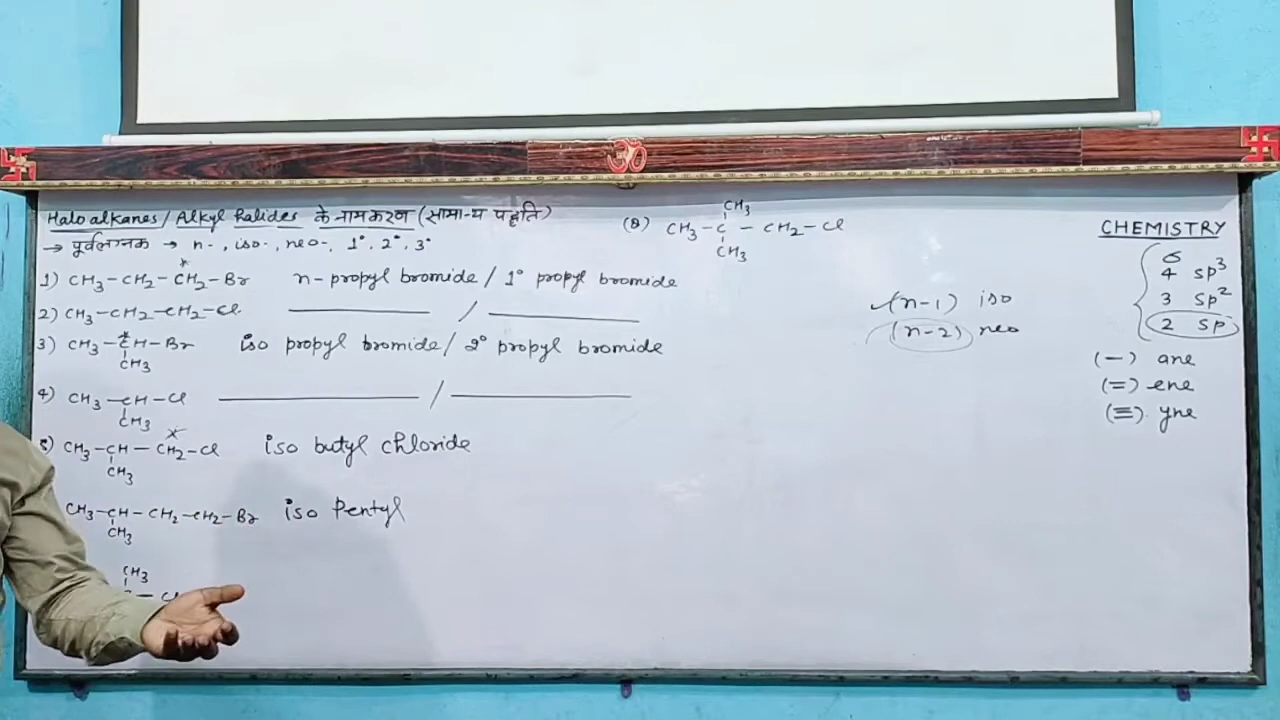 Haloalkanes/Alkyl halides के नामकरण (सामान्य पद्दति)
→ पूर्वलग्नक → n- , iso- , neo- , 1°, 2°, 3°
1) CH3-CH2-CH2-Br n-propyl bromide / 1° propyl bromide
2) CH3-CH2-CH2-Cl /
3) CH3-CH-Br iso propyl bromide/ 2° propyl bromide
CH3
4) CH3-CH-Cl /
CH3
5) CH3-CH-CH2-Cl iso butyl chloride
CH3
CH3-CH-CH2-CH2-Br iso Pentyl
CH3
CH3
CH3
(8) CH3-C-CH2-Cl
CH3
(n-1) iso
(n-2) neo
CHEMISTRY
σ
4 sp3
3 sp2
2 sp
(-) ane
(=) ene
(≡) yne